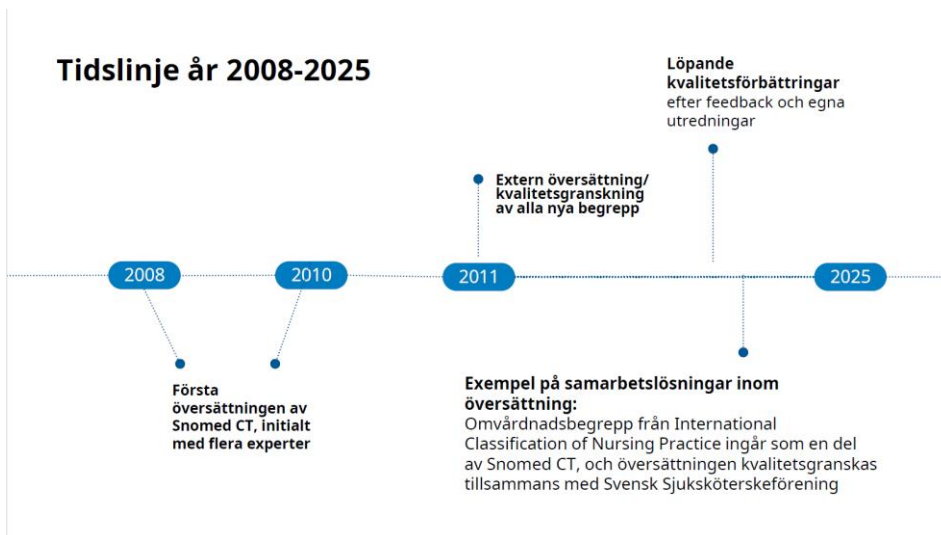 Tidslinje år 2008-2025
Löpande
kvalitetsförbättringar
efter feedback och egna
utredningar
Extern översättning/
kvalitetsgranskning
av alla nya begrepp
2008
2010
2011
2025
Första
översättningen av
Snomed CT, initialt
med flera experter
Exempel på samarbetslösningar inom
översättning:
Omvårdnadsbegrepp från International
Classification of Nursing Practice ingår som en del
av Snomed CT, och översättningen kvalitetsgranskas
tillsammans med Svensk Sjuksköterskeförening